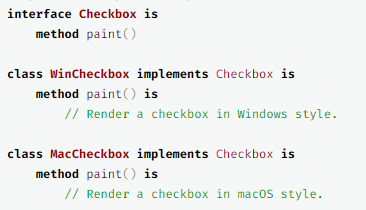 interface Checkbox is
    method paint()

class WinCheckbox implements Checkbox is
    method paint() is
        // Render a checkbox in Windows style.

class MacCheckbox implements Checkbox is
    method paint() is
        // Render a checkbox in macOS style.